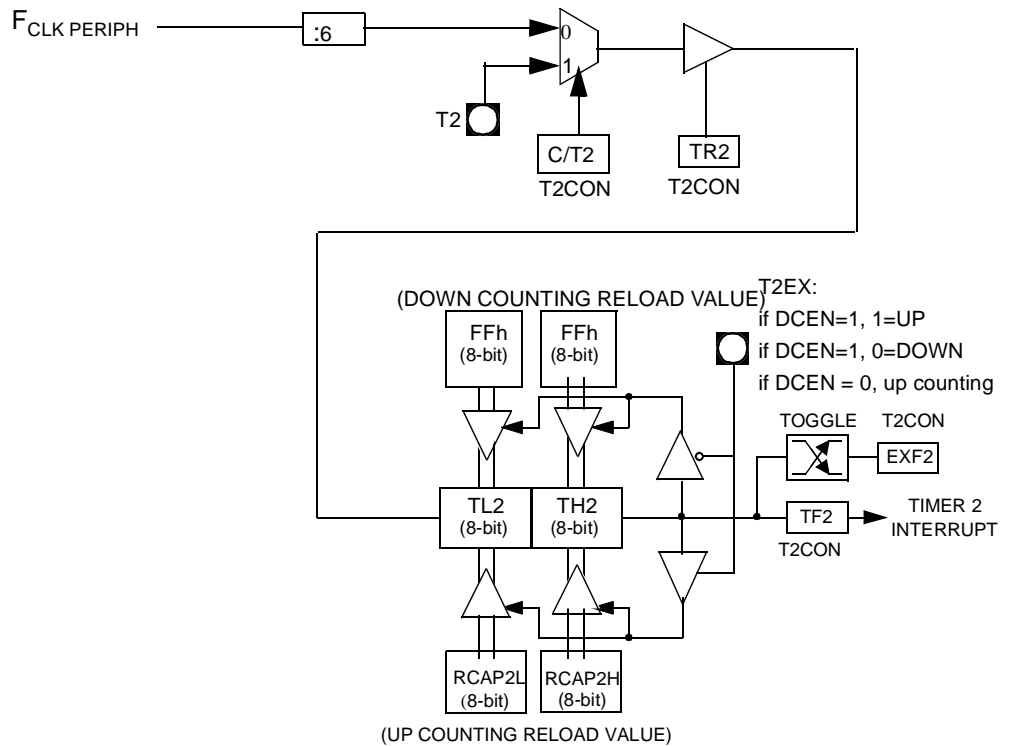 FCLK PERIPH
:6
0
1
T2
C/T2
TR2
T2CON
T2CON
T2EX:
(DOWN COUNTING RELOAD VALUE)
if DCEN=1, 1=UP
FFh
(8-bit)
FFh
(8-bit)
if DCEN=1, 0=DOWN
if DCEN = 0, up counting
TOGGLE
T2CON
EXF2
TL2
(8-bit)
TH2
(8-bit)
TF2
TIMER 2
INTERRUPT
T2CON
RCAP2L
(8-bit)
RCAP2H
(8-bit)
(UP COUNTING RELOAD VALUE)